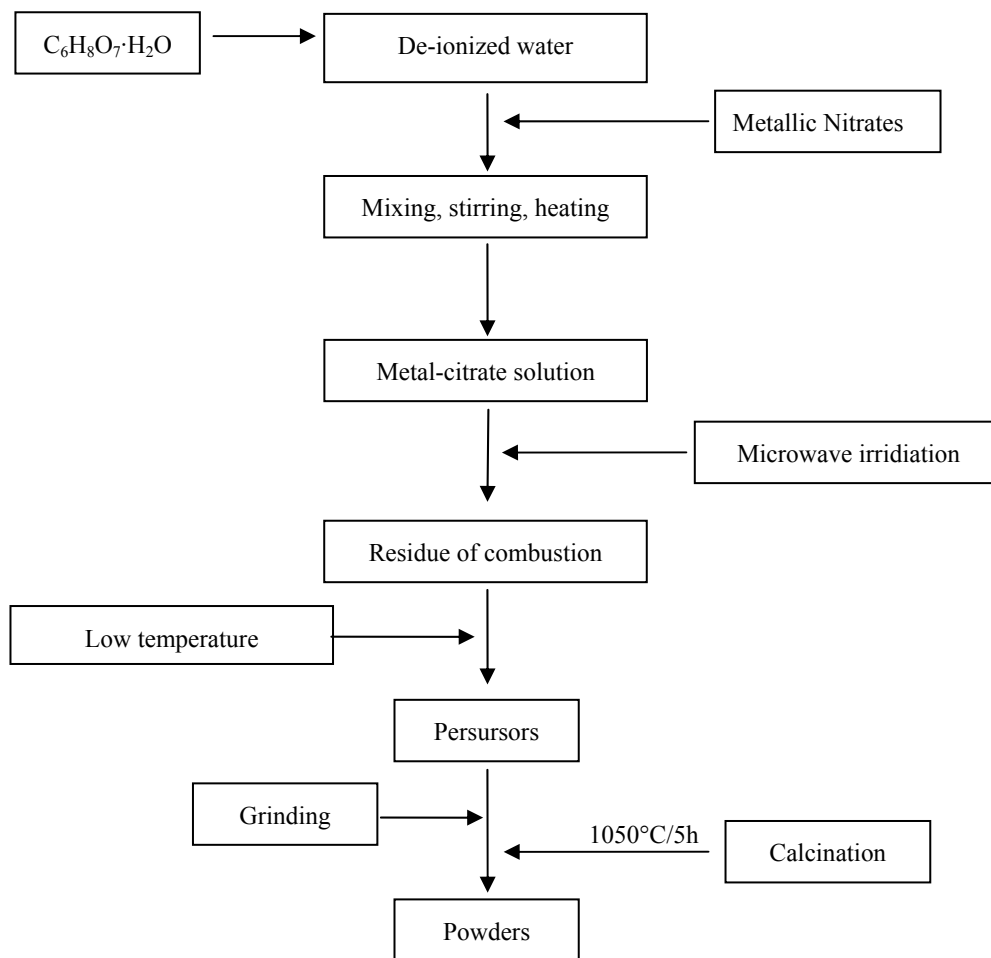 C₆H₈O₇·H₂O
De-ionized water
Metallic Nitrates
Mixing, stirring, heating
Metal-citrate solution
Microwave irridiation
Residue of combustion
Low temperature
Persursors
Grinding
1050°C/5h
Calcination
Powders